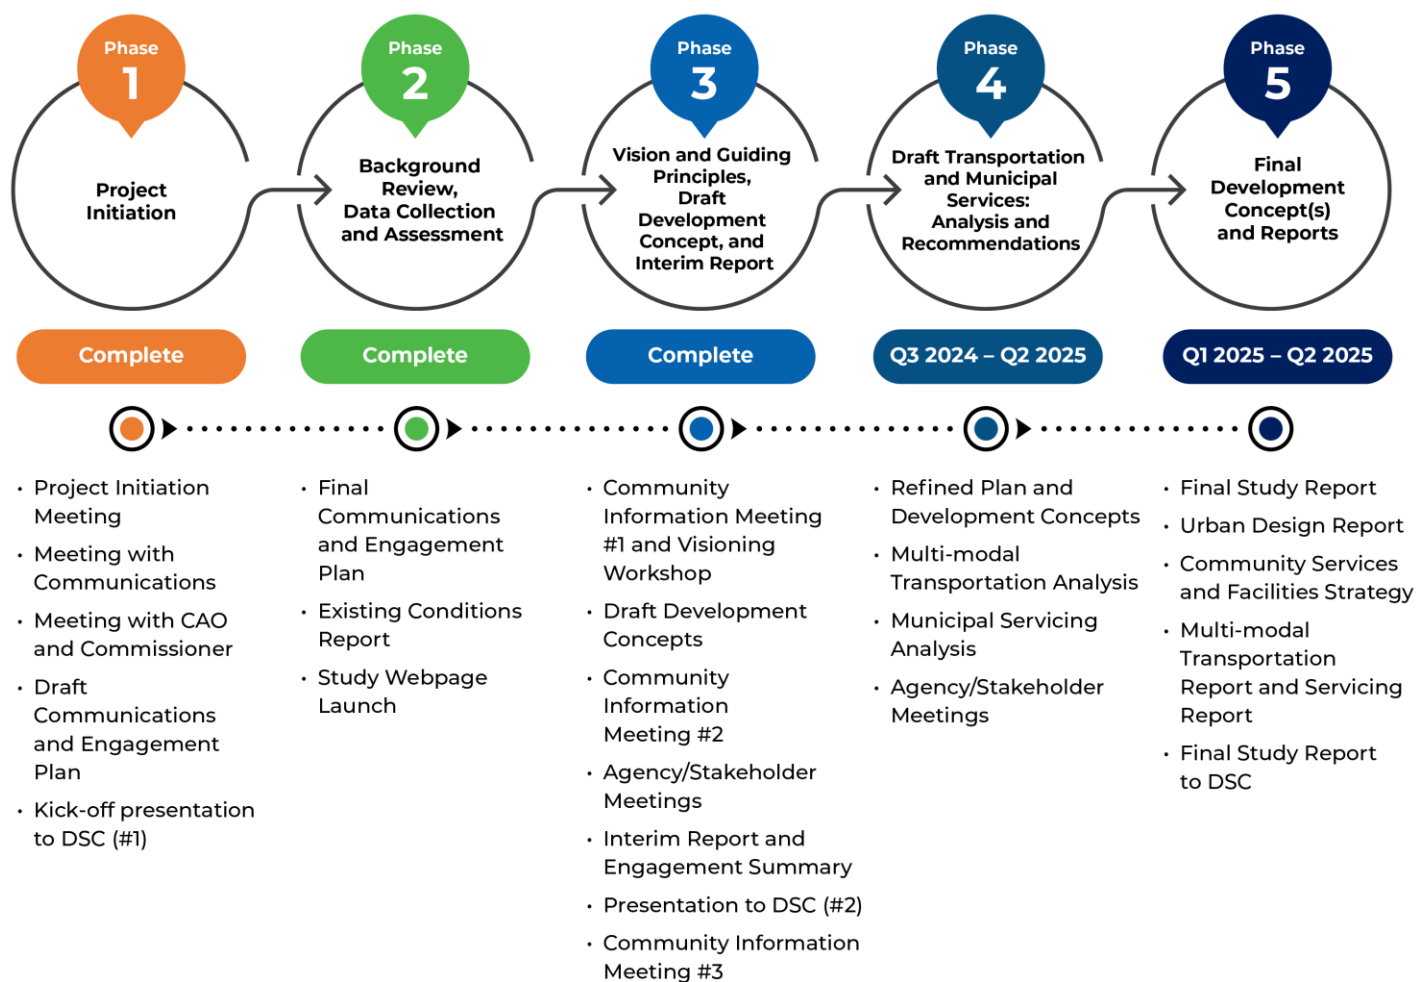 Phase
1
Project
Initiation
Complete
• Project Initiation
Meeting
• Meeting with
Communications
• Meeting with CAO
and Commissioner
• Draft
Communications
and Engagement
Plan
• Kick-off presentation
to DSC (#1)
Phase
2
Background
Review,
Data Collection
and Assessment
Complete
• Final
Communications
and Engagement
Plan
• Existing Conditions
Report
• Study Webpage
Launch
Phase
3
Vision and Guiding
Principles,
Draft
Development
Concept, and
Interim Report
Complete
• Community
Information Meeting
#1 and Visioning
Workshop
• Draft Development
Concepts
• Community
Information
Meeting #2
• Agency/Stakeholder
Meetings
• Interim Report and
Engagement Summary
• Presentation to DSC (#2)
• Community Information
Meeting #3
Phase
4
Draft Transportation
and Municipal
Services:
Analysis and
Recommendations
Q3 2024 – Q2 2025
• Refined Plan and
Development Concepts
• Multi-modal
Transportation Analysis
• Municipal Servicing
Analysis
• Agency/Stakeholder
Meetings
Phase
5
Final
Development
Concept(s)
and Reports
Q1 2025 – Q2 2025
• Final Study Report
• Urban Design Report
• Community Services
and Facilities Strategy
• Multi-modal
Transportation
Report and Servicing
Report
• Final Study Report
to DSC